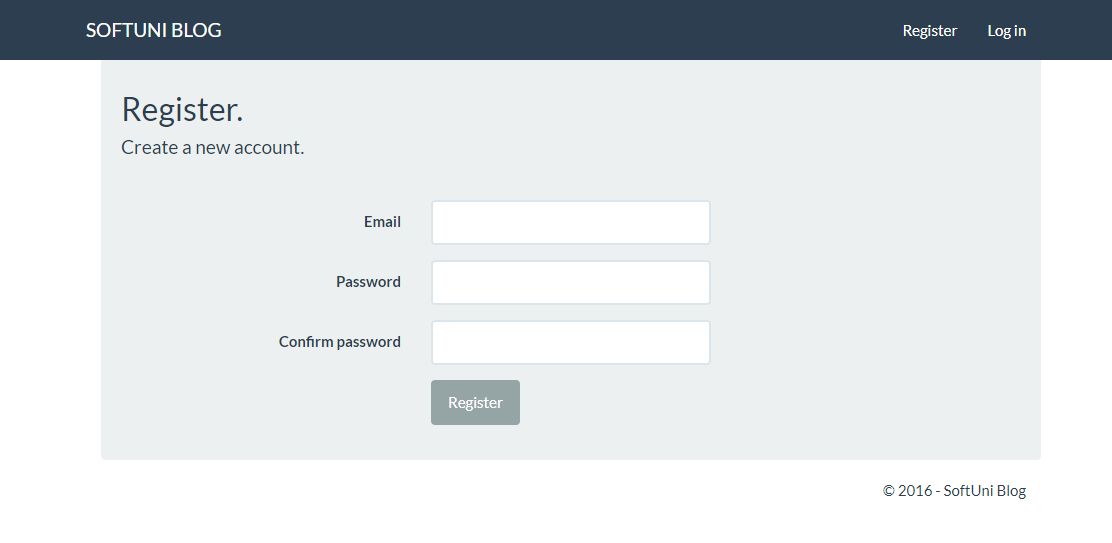 SOFTUNI BLOG
Register
Log in
Register.
Create a new account.
Email
Password
Confirm password
Register
© 2016 - SoftUni Blog